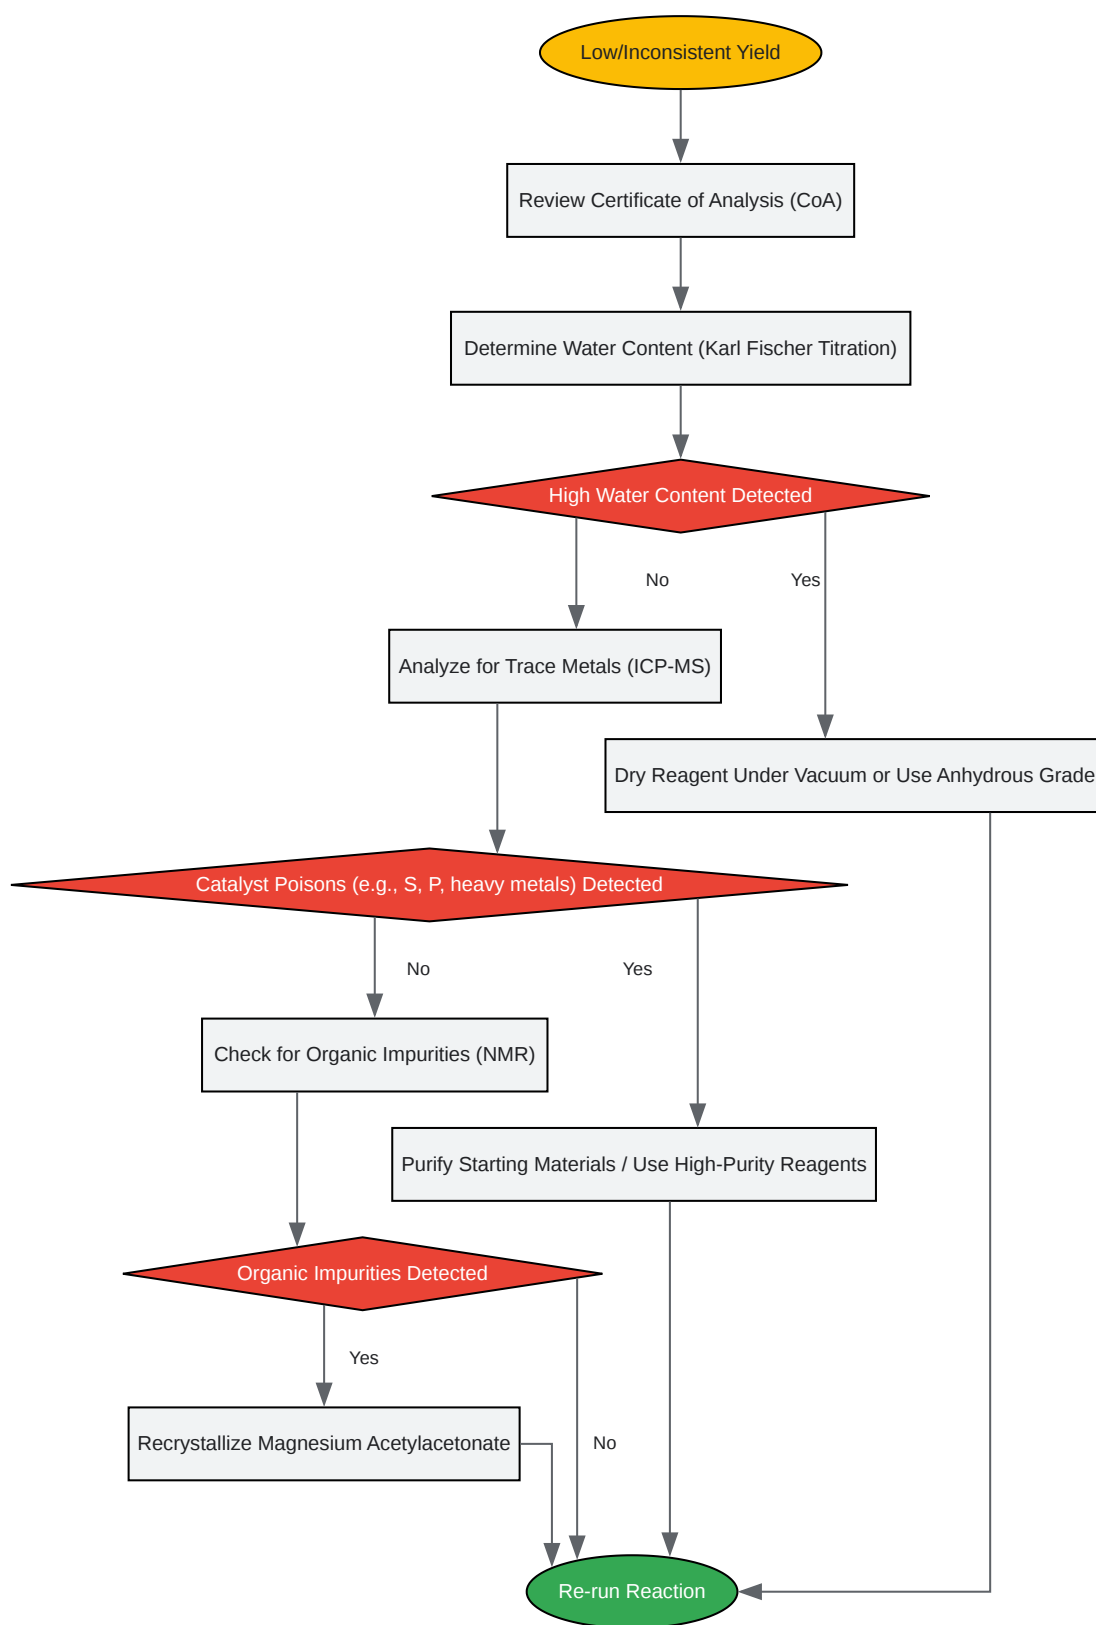 Low/Inconsistent Yield
Review Certificate of Analysis (CoA)
Determine Water Content (Karl Fischer Titration)
High Water Content Detected
No
Yes
Analyze for Trace Metals (ICP-MS)
Dry Reagent Under Vacuum or Use Anhydrous Grade
Catalyst Poisons (e.g., S, P, heavy metals) Detected
No
Yes
Check for Organic Impurities (NMR)
Purify Starting Materials / Use High-Purity Reagents
Organic Impurities Detected
Yes
Recrystallize Magnesium Acetylacetonate
No
Re-run Reaction